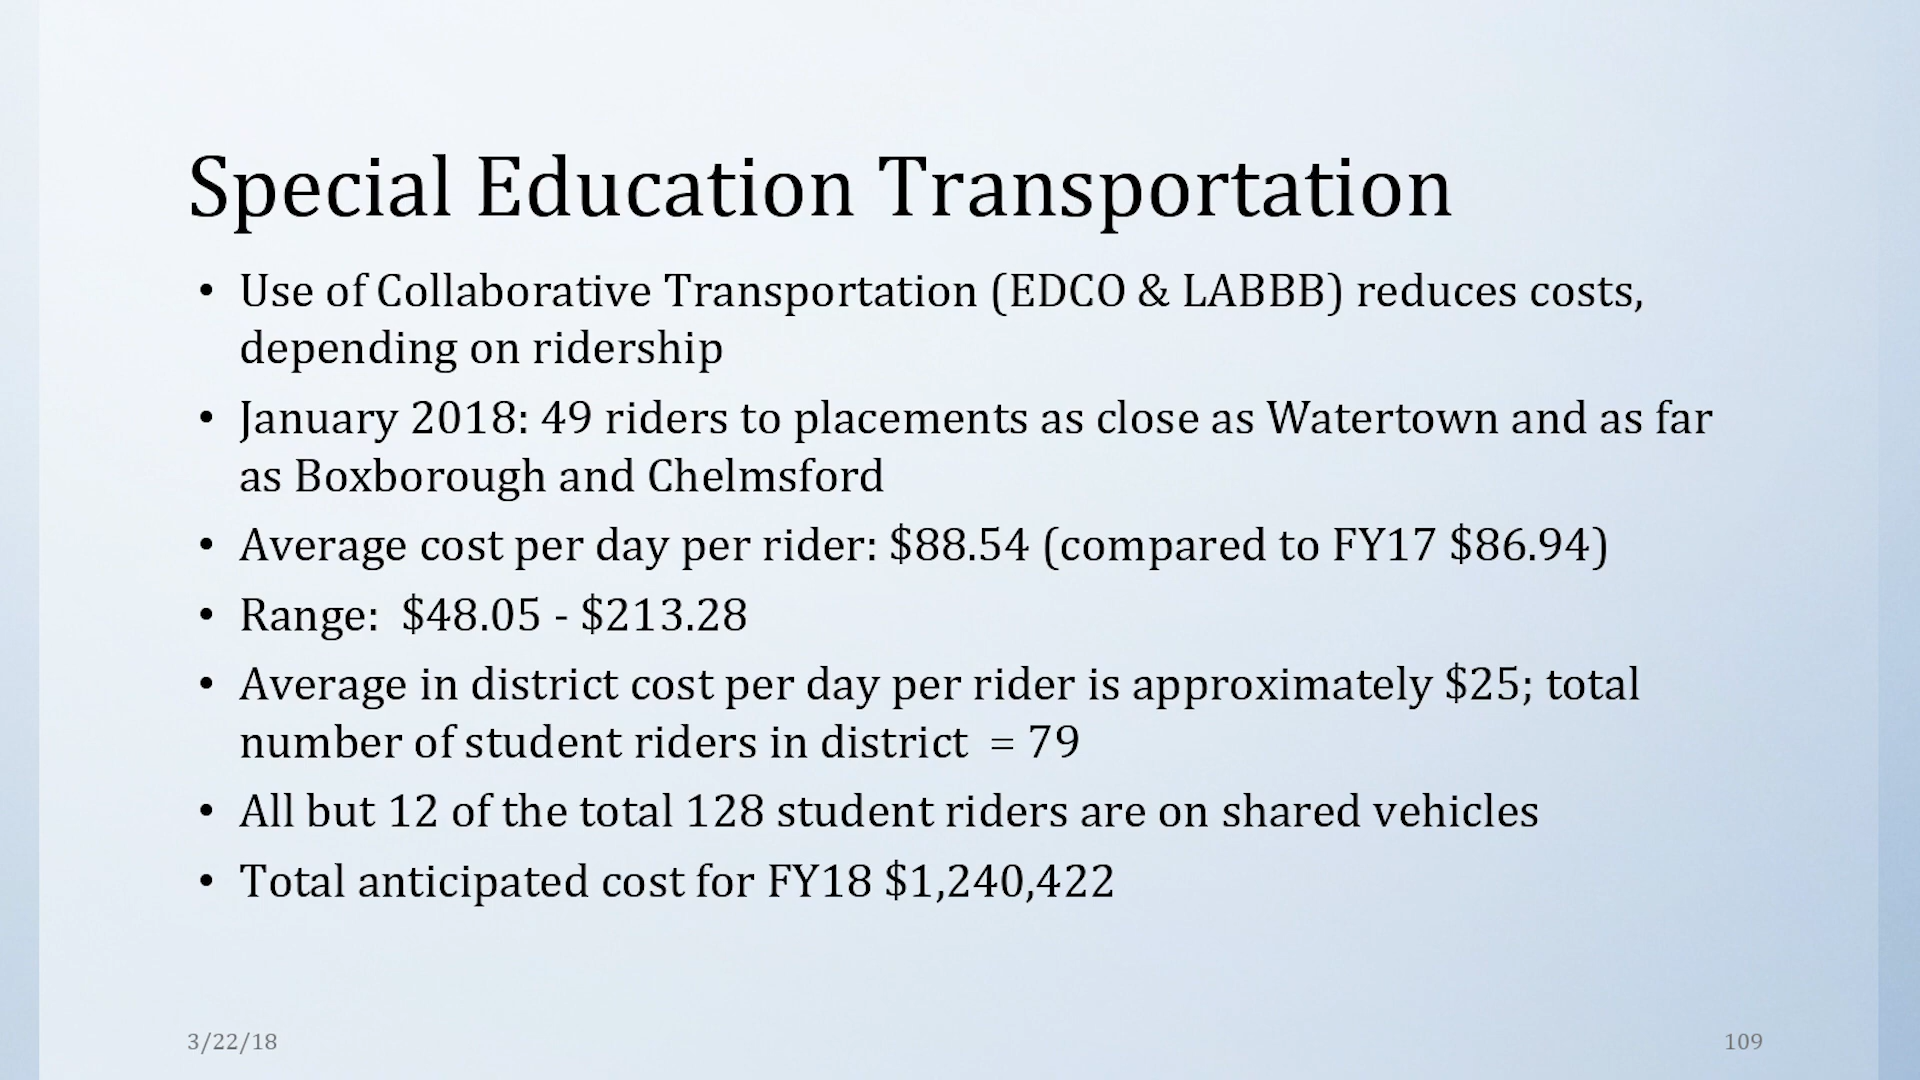 Special Education Transportation
• Use of Collaborative Transportation (EDCO & LABBB) reduces costs,
depending on ridership
• January 2018: 49 riders to placements as close as Watertown and as far
as Boxborough and Chelmsford
• Average cost per day per rider: $88.54 (compared to FY17 $86.94)
• Range:  $48.05 - $213.28
• Average in district cost per day per rider is approximately $25; total
number of student riders in district  = 79
• All but 12 of the total 128 student riders are on shared vehicles
• Total anticipated cost for FY18 $1,240,422
3/22/18
109